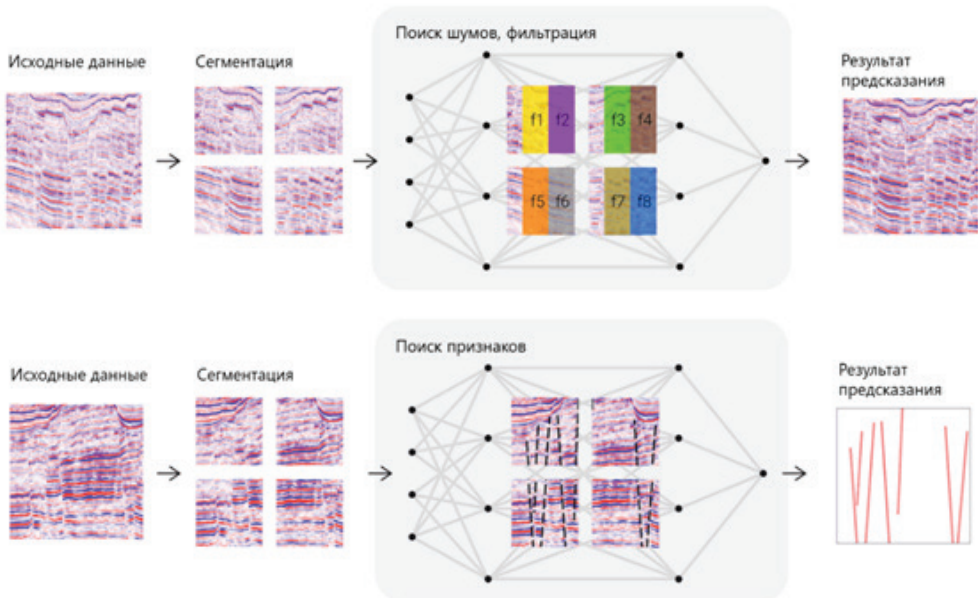 Исходные данные
Сегментация
Поиск шумов, фильтрация
f1 f2 f3 f4
f5 f6 f7 f8
Результат
предсказания
Исходные данные
Сегментация
Поиск признаков
Результат
предсказания